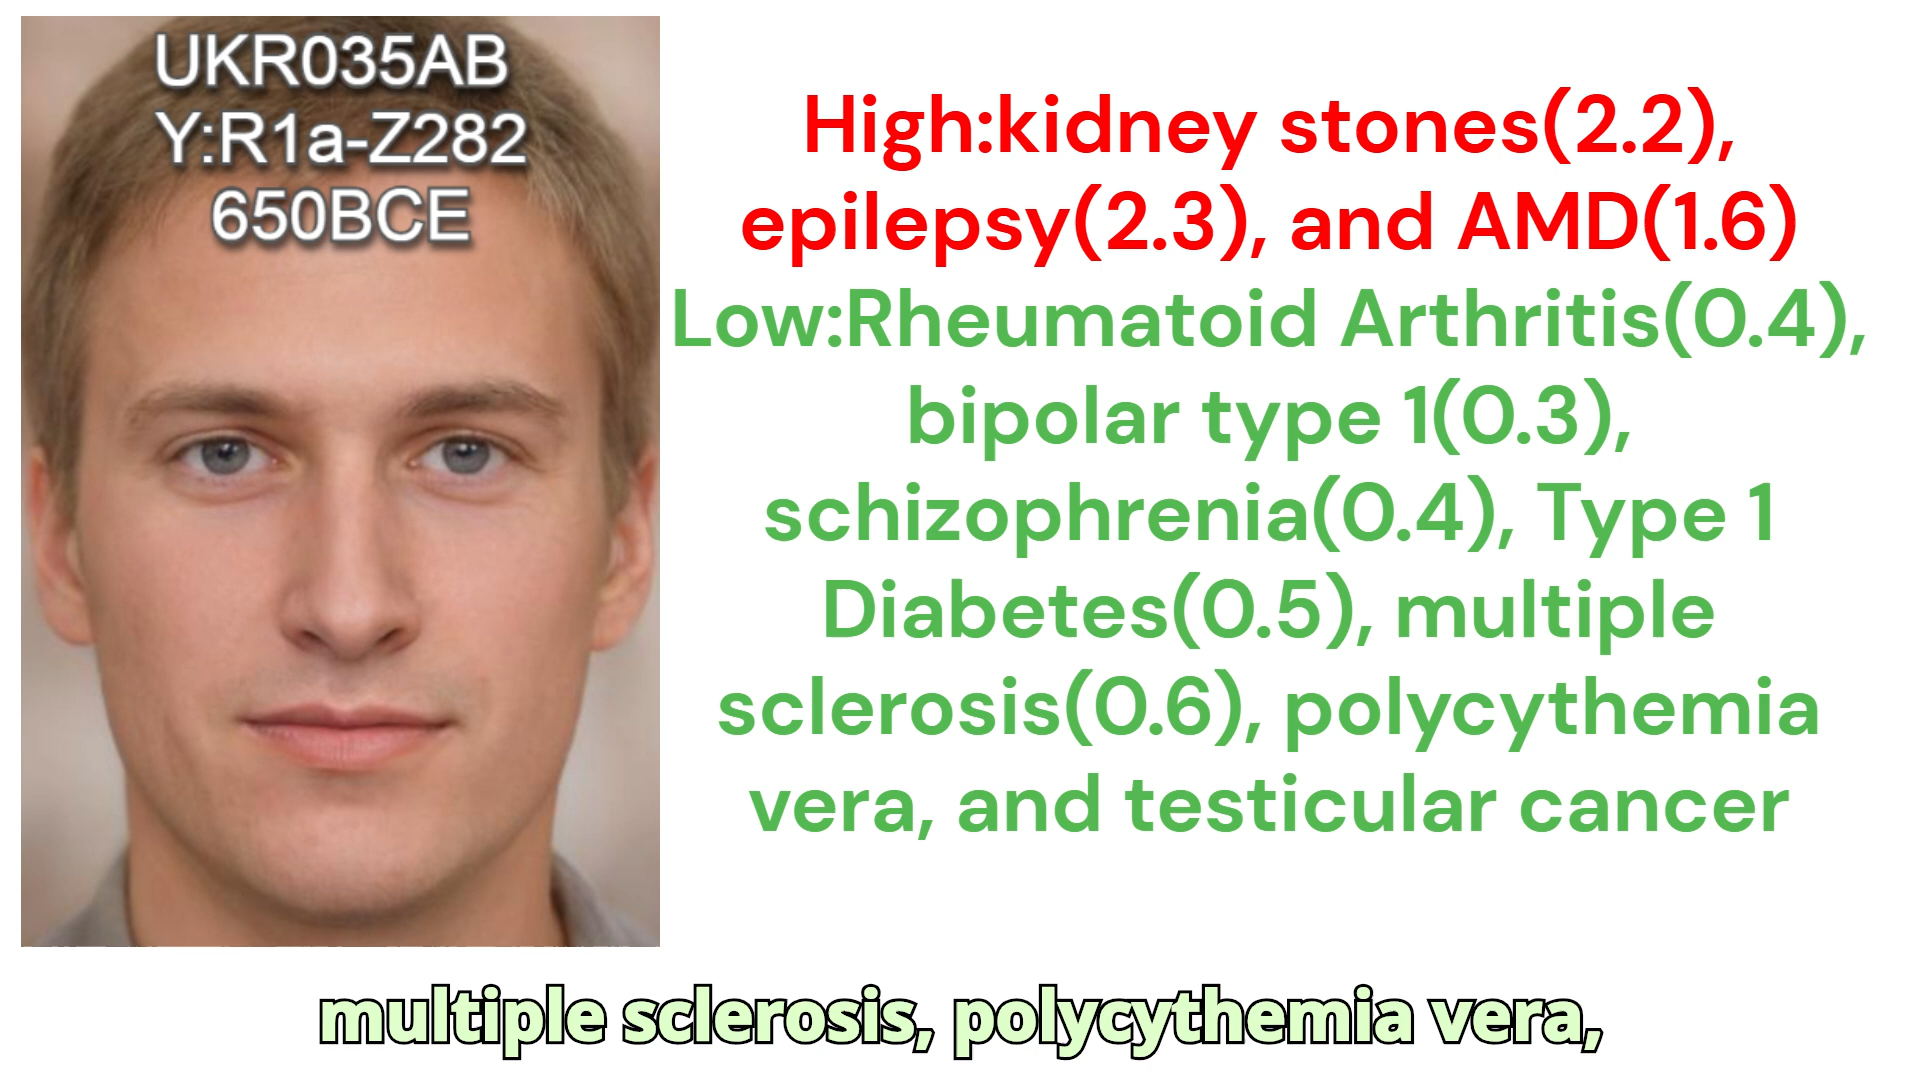 UKR035AB
Y:R1a-Z282
650BCE
High:kidney stones(2.2),
epilepsy(2.3), and AMD(1.6)
Low:Rheumatoid Arthritis(0.4),
bipolar type 1(0.3),
schizophrenia(0.4), Type 1
Diabetes(0.5), multiple
sclerosis(0.6), polycythemia
vera, and testicular cancer
multiple sclerosis, polycythemia vera,